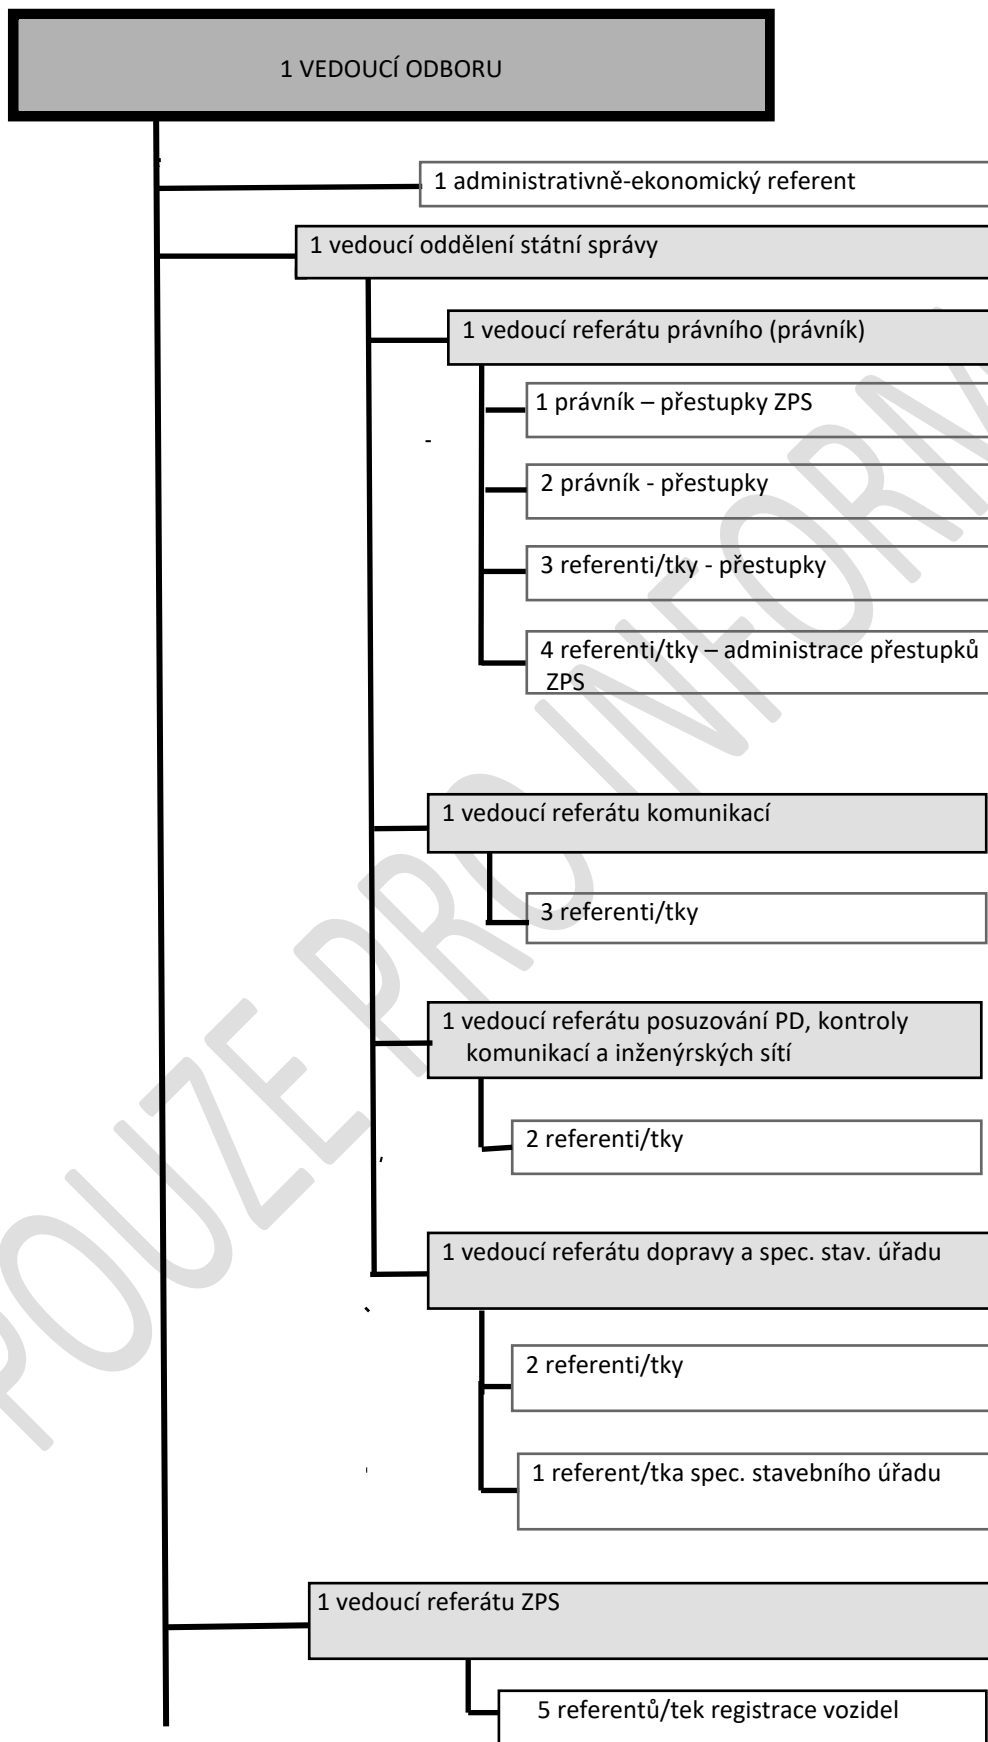 1 VEDOUCÍ ODBORU
1 administrativně-ekonomický referent
1 vedoucí oddělení státní správy
1 vedoucí referátu právního (právník)
1 právník – přestupky ZPS
2 právník - přestupky
3 referenti/tky - přestupky
4 referenti/tky – administrace přestupků
ZPS
1 vedoucí referátu komunikací
3 referenti/tky
1 vedoucí referátu posuzování PD, kontroly
komunikací a inženýrských sítí
2 referenti/tky
1 vedoucí referátu dopravy a spec. stav. úřadu
2 referenti/tky
1 referent/tka spec. stavebního úřadu
1 vedoucí referátu ZPS
5 referentů/tek registrace vozidel
POUZE PRO INFORM